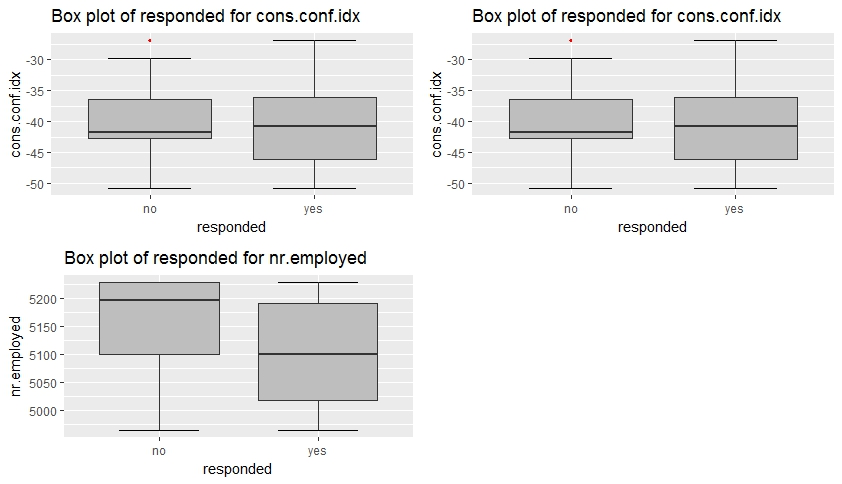 Box plot of responded for cons.conf.idx
cons.conf.idx
-30
-35
-40
-45
-50
no
yes
responded
Box plot of responded for cons.conf.idx
cons.conf.idx
-30
-35
-40
-45
-50
no
yes
responded
Box plot of responded for nr.employed
nr.employed
5200
5150
5100
5050
5000
no
yes
responded